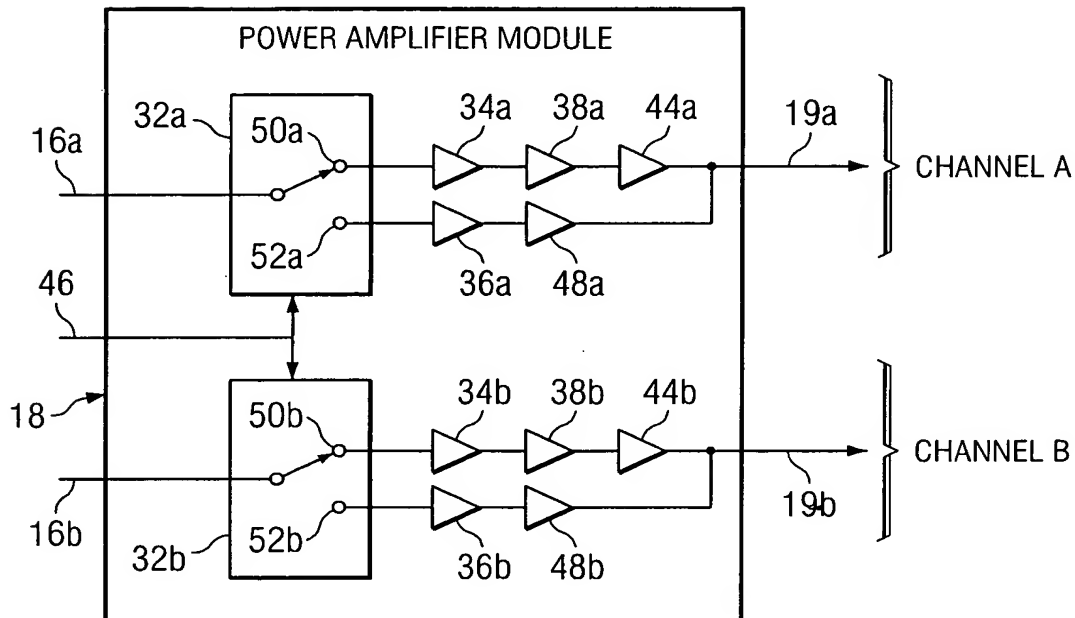 POWER AMPLIFIER MODULE
32a
34a
38a
44a
19a
16a
50a
CHANNEL A
52a
36a
48a
46
18
34b
38b
44b
50b
CHANNEL B
16b
52b
32b
36b
48b
19b